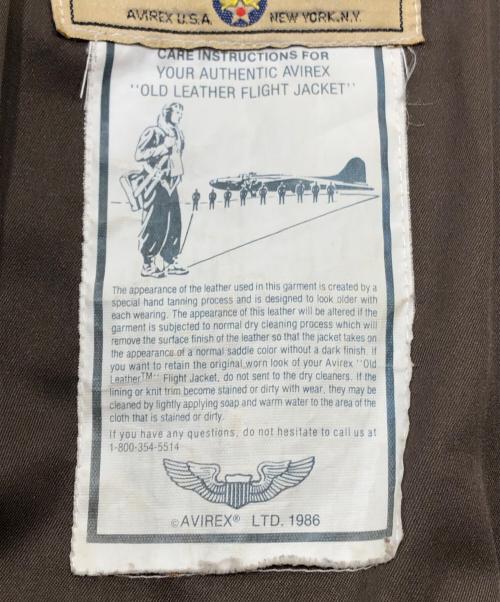 AVIREX U.S.A. NEW YORK.N.Y.
CARE INSTRUCTIONS FOR
YOUR AUTHENTIC AVIREX
''OLD LEATHER FLIGHT JACKET''
The appearance of the leather used in this garment is created by a
special hand tanning process and is designed to look older with
each wearing. The appearance of this leather will be altered if the
garment is subjected to normal dry cleaning process which will
remove the surface finish of the leather so that the jacket takes on
the appearance of a normal saddle color without a dark finish. If
you want to retain the original worn look of your Avirex ''Old
Leather™'' Flight Jacket, do not sent to the dry cleaners. If the
lining or knit trim become stained or dirty with wear, they may be
cleaned by lightly applying soap and warm water to the area of the
cloth that is stained or dirty.
If you have any questions, do not hesitate to call us at
1-800-354-5514
©AVIREX® LTD. 1986